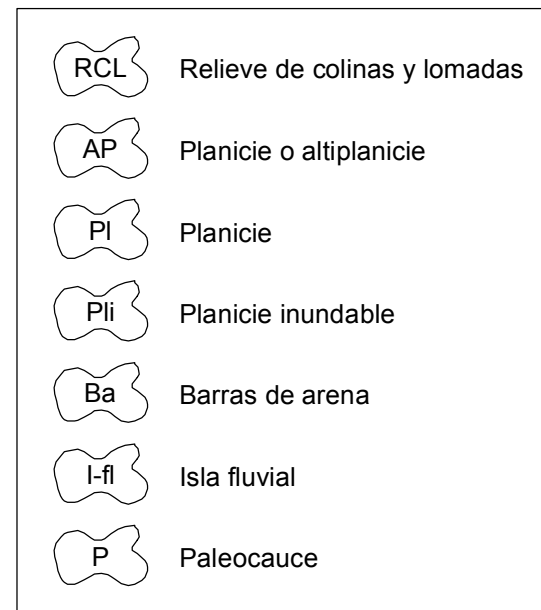 RCL Relieve de colinas y lomadas
AP Planicie o altiplanicie
Pl Planicie
Pli Planicie inundable
Ba Barras de arena
I-fl Isla fluvial
P Paleocauce